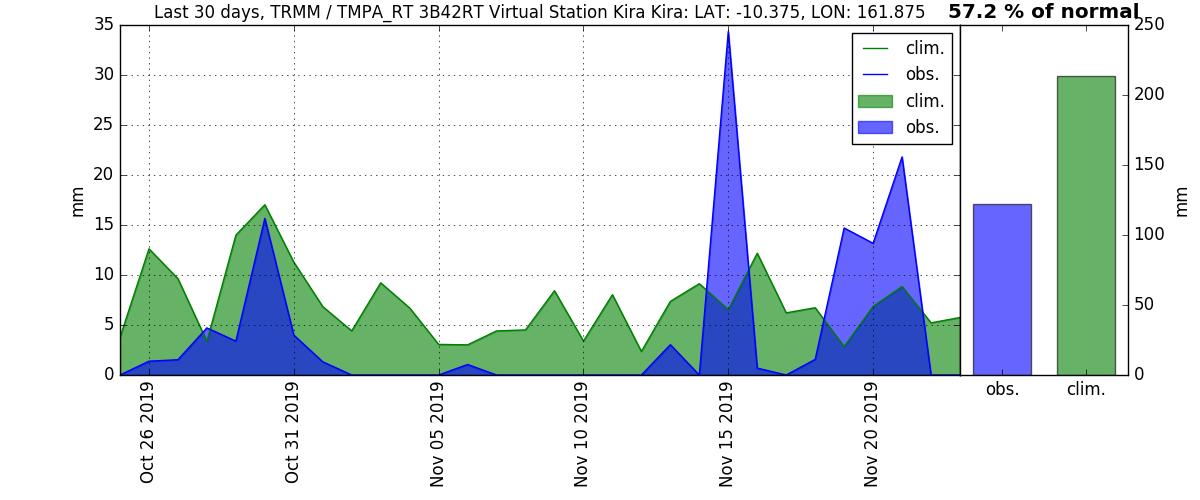 Last 30 days, TRMM / TMPA_RT 3B42RT Virtual Station Kira Kira: LAT: -10.375, LON: 161.875
57.2 % of normal
35
30
25
20
15
10
5
0
mm
clim.
obs.
clim.
obs.
Oct 26 2019
Oct 31 2019
Nov 05 2019
Nov 10 2019
Nov 15 2019
Nov 20 2019
250
200
150
100
50
0
mm
obs.
clim.